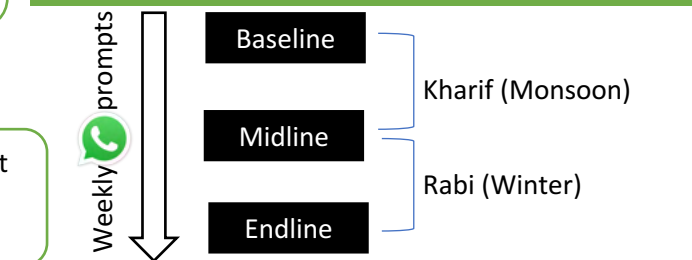 Weekly prompts
Baseline
Kharif (Monsoon)
Midline
t
Rabi (Winter)
Endline